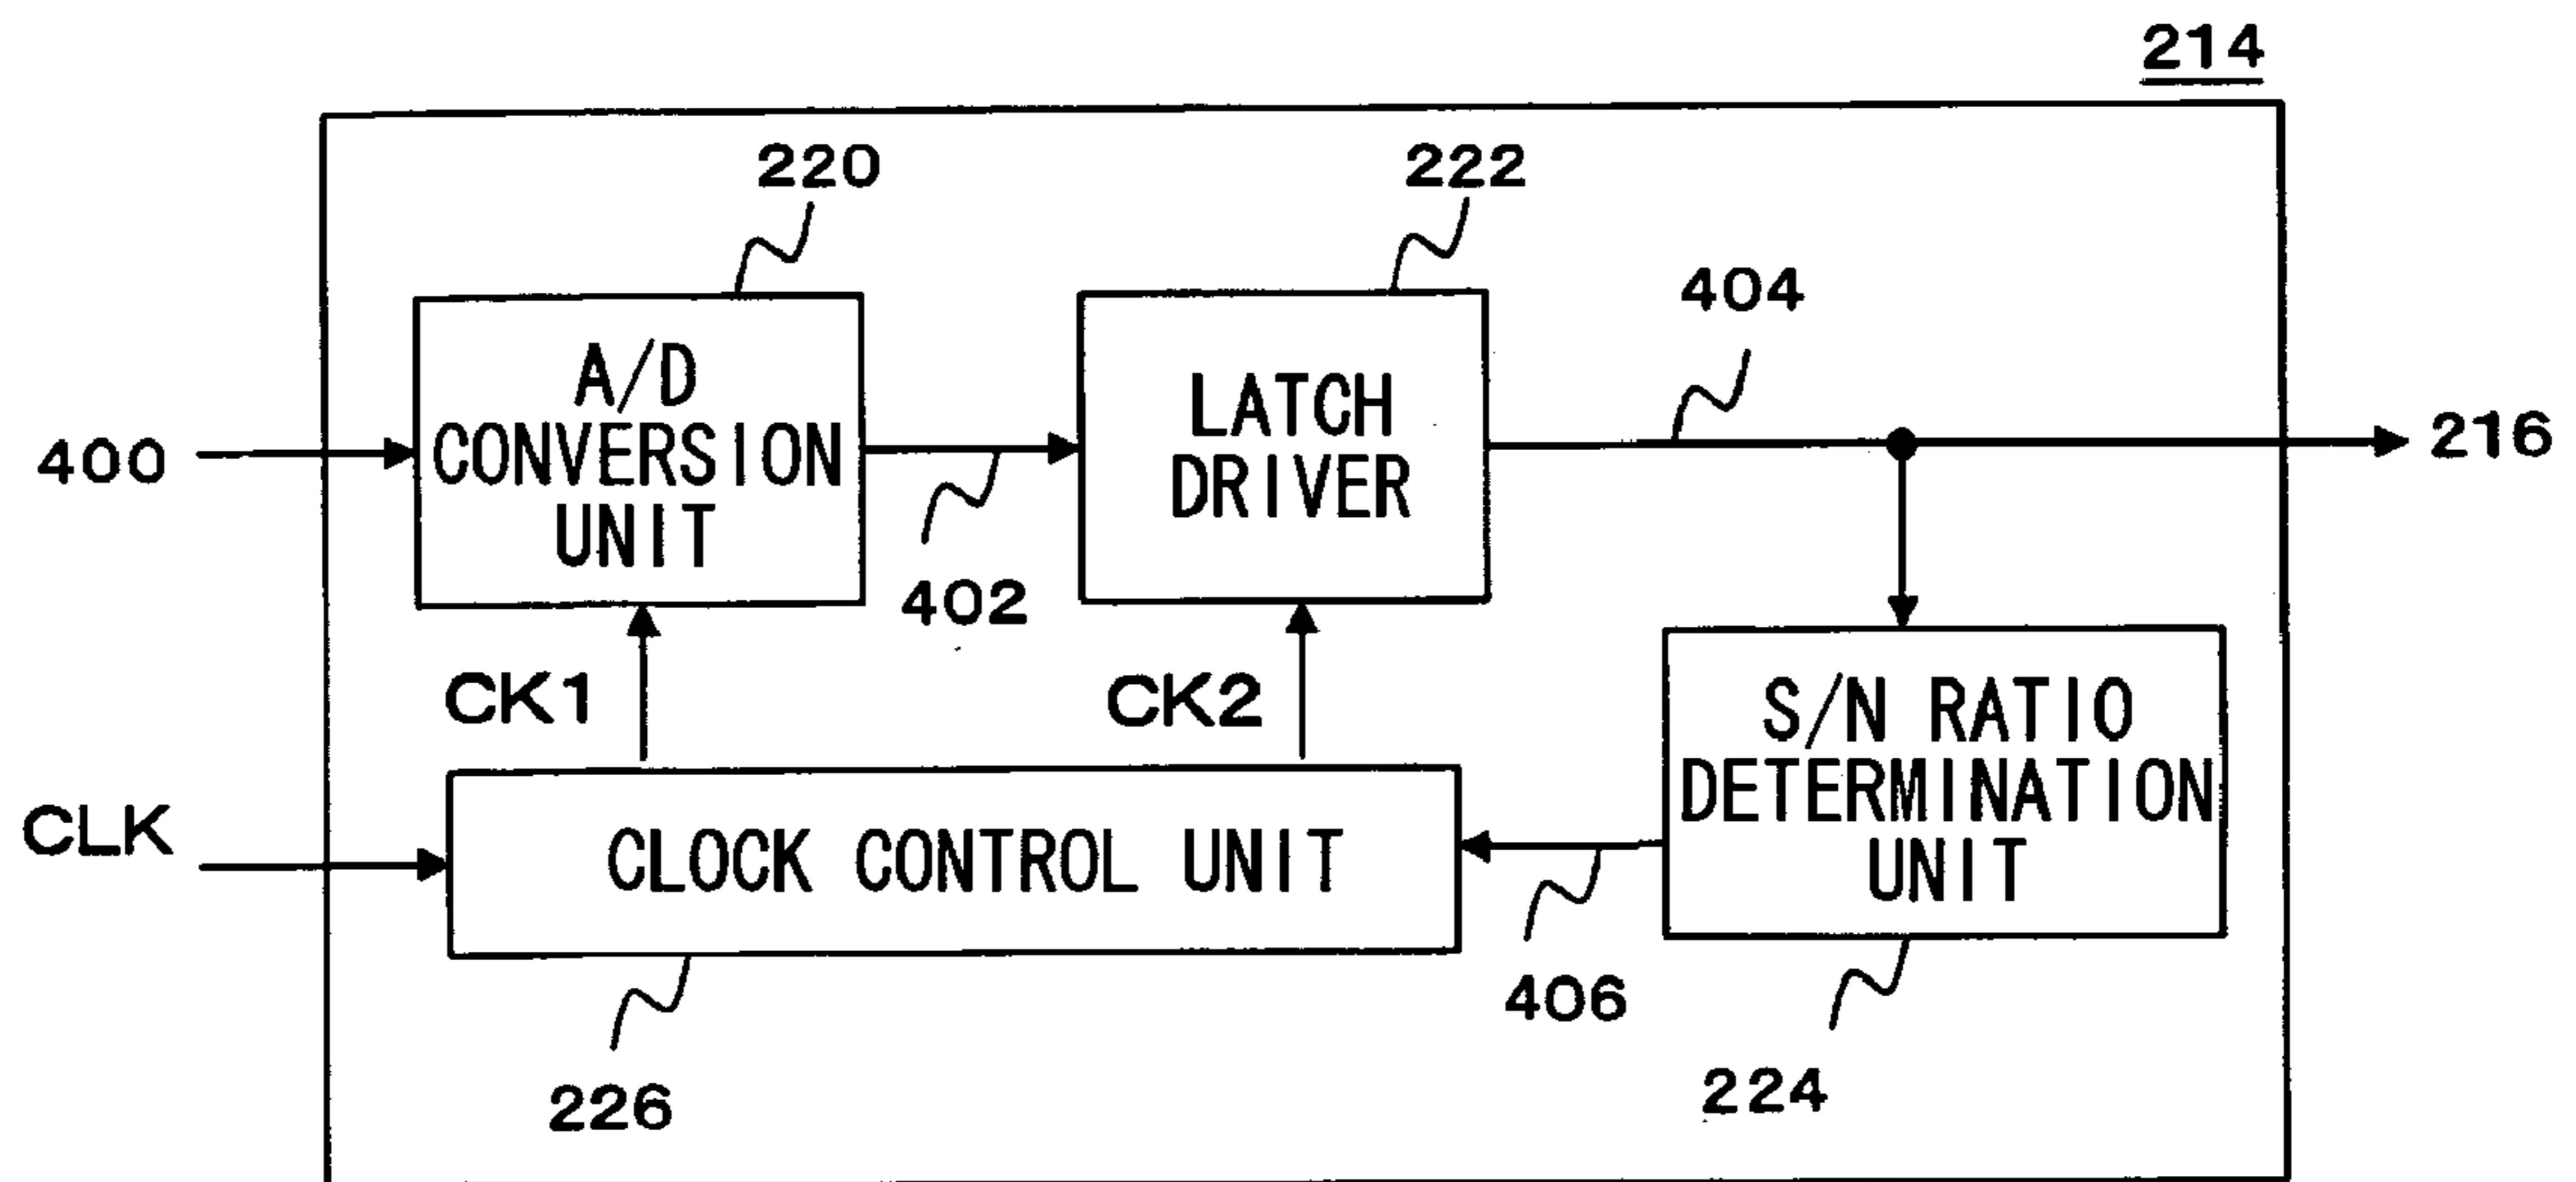 214
220
222
404
A/D
CONVERSION
UNIT
LATCH
DRIVER
400
216
402
CK1
CK2
S/N RATIO
DETERMINATION
UNIT
CLK
CLOCK CONTROL UNIT
406
226
224